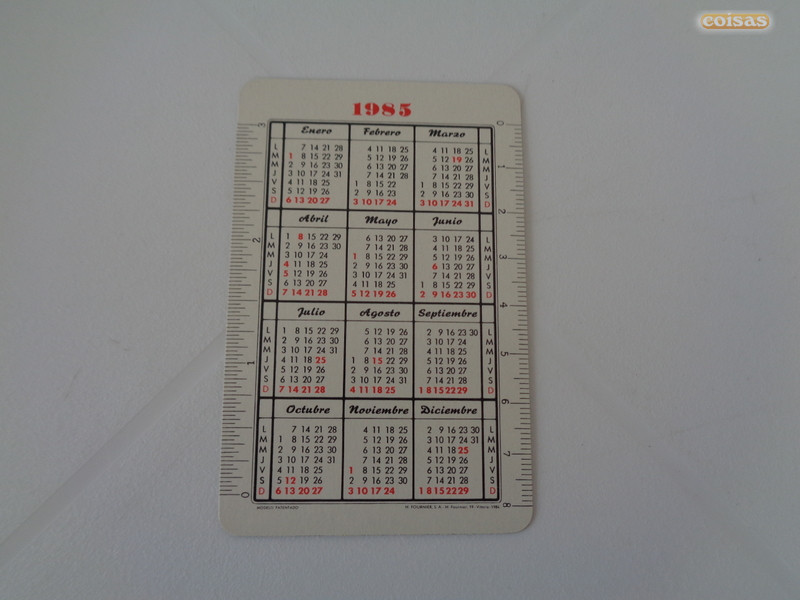 coisas
1985
Enero Febrero Marzo
L 7 14 21 28 4 11 18 25 4 11 18 25 L
M 1 8 15 22 29 5 12 19 26 5 12 19 26 M
M 2 9 16 23 30 6 13 20 27 6 13 20 27 M
J 3 10 17 24 31 7 14 21 28 7 14 21 28 J
V 4 11 18 25 1 8 15 22 1 8 15 22 29 V
S 5 12 19 26 2 9 16 23 2 9 16 23 30 S
D 6 13 20 27 3 10 17 24 3 10 17 24 31 D
Abril Mayo Junio
L 1 8 15 22 29 6 13 20 27 3 10 17 24 L
M 2 9 16 23 30 7 14 21 28 4 11 18 25 M
M 3 10 17 24 1 8 15 22 29 5 12 19 26 M
J 4 11 18 25 2 9 16 23 30 6 13 20 27 J
V 5 12 19 26 3 10 17 24 31 7 14 21 28 V
S 6 13 20 27 4 11 18 25 1 8 15 22 29 S
D 7 14 21 28 5 12 19 26 2 9 16 23 30 D
Julio Agosto Septiembre
L 1 8 15 22 29 5 12 19 26 2 9 16 23 30 L
M 2 9 16 23 30 6 13 20 27 3 10 17 24 M
M 3 10 17 24 31 7 14 21 28 4 11 18 25 M
J 4 11 18 25 1 8 15 22 29 5 12 19 26 J
V 5 12 19 26 2 9 16 23 30 6 13 20 27 V
S 6 13 20 27 3 10 17 24 31 7 14 21 28 S
D 7 14 21 28 4 11 18 25 1 8 15 22 29 D
Octubre Noviembre Diciembre
L 7 14 21 28 4 11 18 25 2 9 16 23 30 L
M 1 8 15 22 29 5 12 19 26 3 10 17 24 31 M
M 2 9 16 23 30 6 13 20 27 4 11 18 25 M
J 3 10 17 24 31 7 14 21 28 5 12 19 26 J
V 4 11 18 25 1 8 15 22 29 6 13 20 27 V
S 5 12 19 26 2 9 16 23 30 7 14 21 28 S
D 6 13 20 27 3 10 17 24 1 8 15 22 29 D
3 2 1 0
0 1 2 3 4 5 6 7 8
MODELO PATENTADO
H. FOURNIER, S.A.